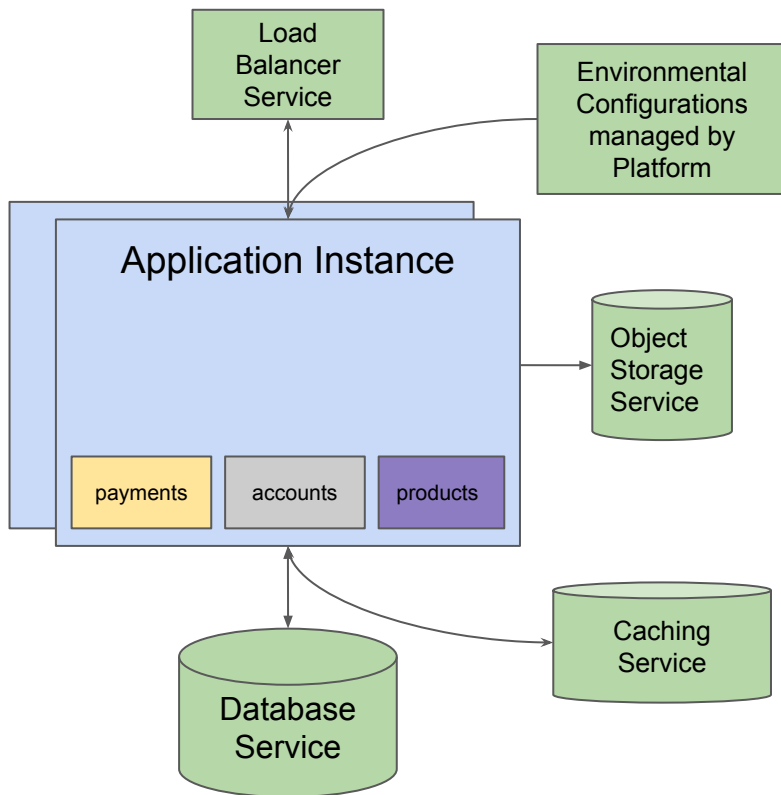 Load
Balancer
Service
Environmental
Configurations
managed by
Platform
Application Instance
Object
Storage
Service
payments
accounts
products
Caching
Service
Database
Service